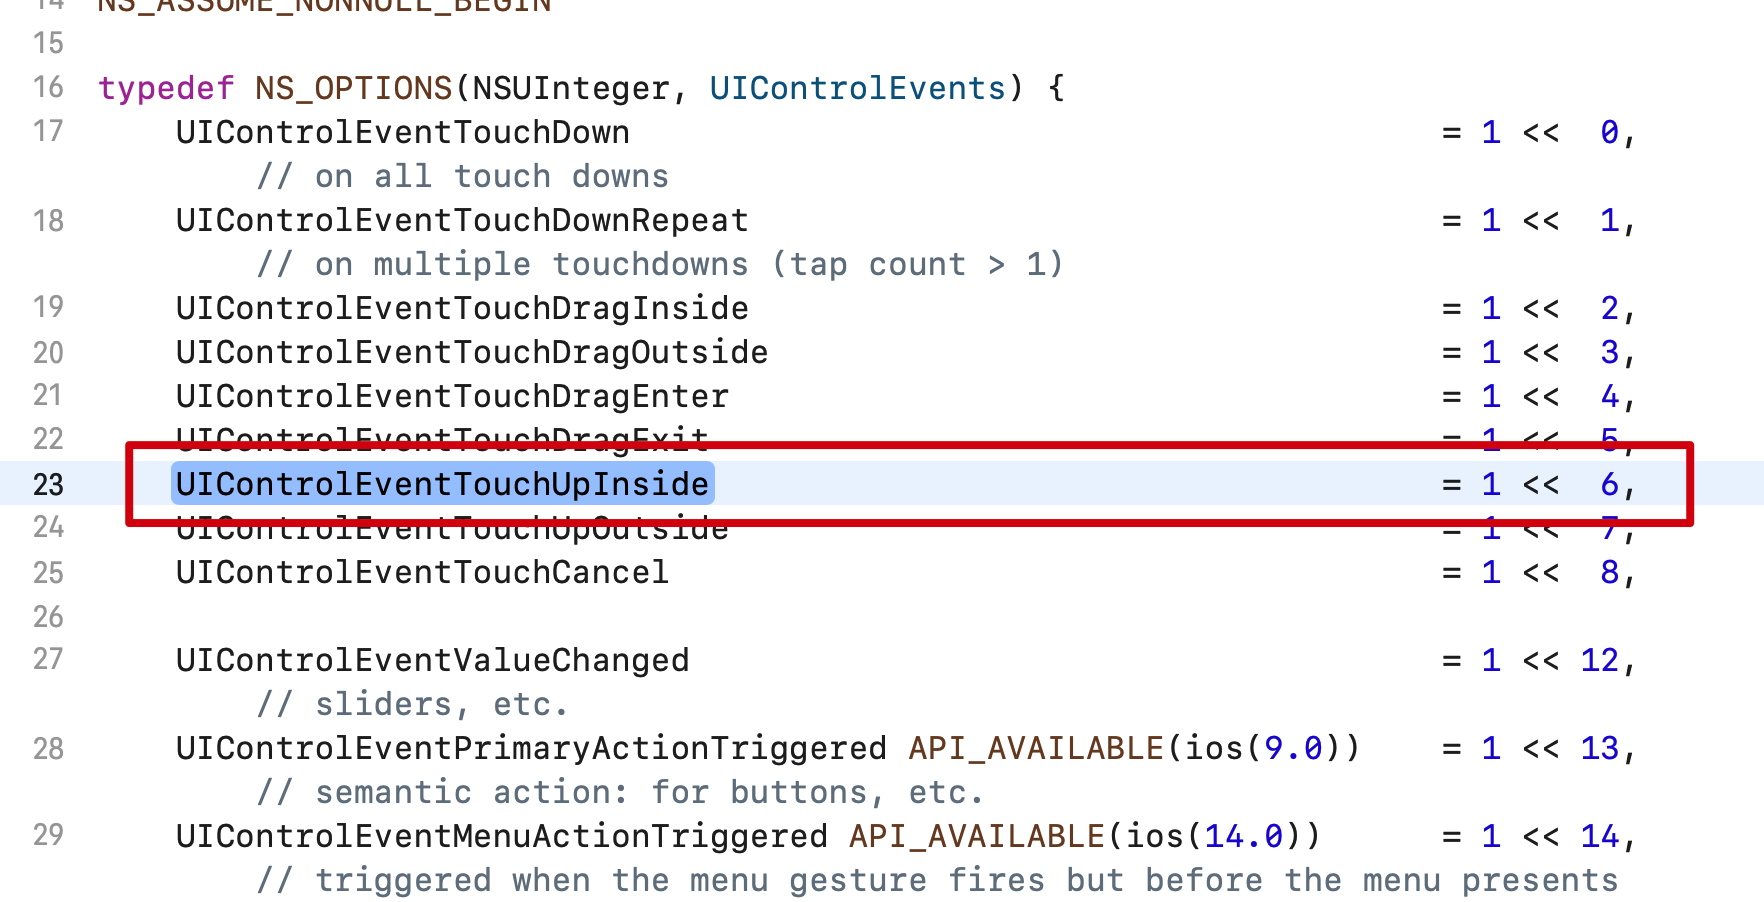 14 NS_ASSUME_NONNULL_BEGIN
15
16 typedef NS_OPTIONS(NSUInteger, UIControlEvents) {
17 UIControlEventTouchDown = 1 << 0,
// on all touch downs
18 UIControlEventTouchDownRepeat = 1 << 1,
// on multiple touchdowns (tap count > 1)
19 UIControlEventTouchDragInside = 1 << 2,
20 UIControlEventTouchDragOutside = 1 << 3,
21 UIControlEventTouchDragEnter = 1 << 4,
22 UIControlEventTouchDragExit = 1 << 5,
23 UIControlEventTouchUpInside = 1 << 6,
24 UIControlEventTouchUpOutside = 1 << 7,
25 UIControlEventTouchCancel = 1 << 8,
26
27 UIControlEventValueChanged = 1 << 12,
// sliders, etc.
28 UIControlEventPrimaryActionTriggered API_AVAILABLE(ios(9.0)) = 1 << 13,
// semantic action: for buttons, etc.
29 UIControlEventMenuActionTriggered API_AVAILABLE(ios(14.0)) = 1 << 14,
// triggered when the menu gesture fires but before the menu presents